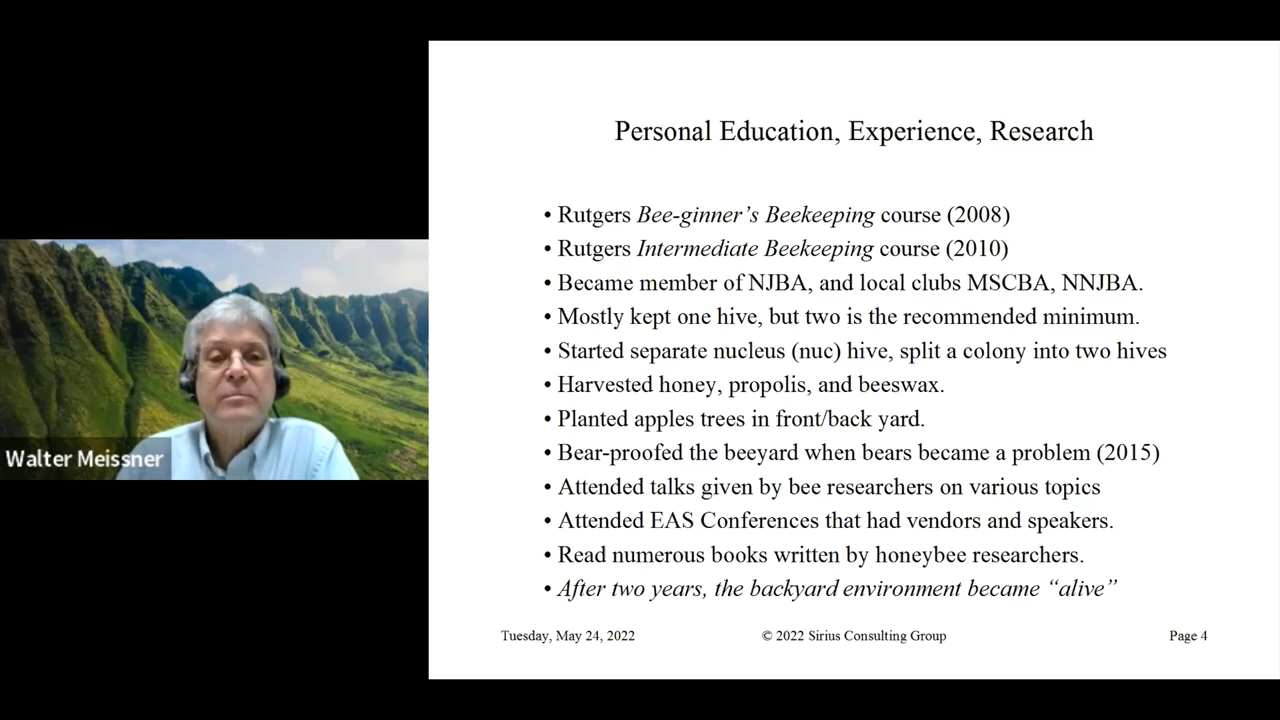 Personal Education, Experience, Research
• Rutgers Bee-ginner’s Beekeeping course (2008)
• Rutgers Intermediate Beekeeping course (2010)
• Became member of NJBA, and local clubs MSCBA, NNJBA.
• Mostly kept one hive, but two is the recommended minimum.
• Started separate nucleus (nuc) hive, split a colony into two hives
• Harvested honey, propolis, and beeswax.
• Planted apples trees in front/back yard.
• Bear-proofed the beeyard when bears became a problem (2015)
• Attended talks given by bee researchers on various topics
• Attended EAS Conferences that had vendors and speakers.
• Read numerous books written by honeybee researchers.
• After two years, the backyard environment became “alive”
Tuesday, May 24, 2022 © 2022 Sirius Consulting Group Page 4
Walter Meissner